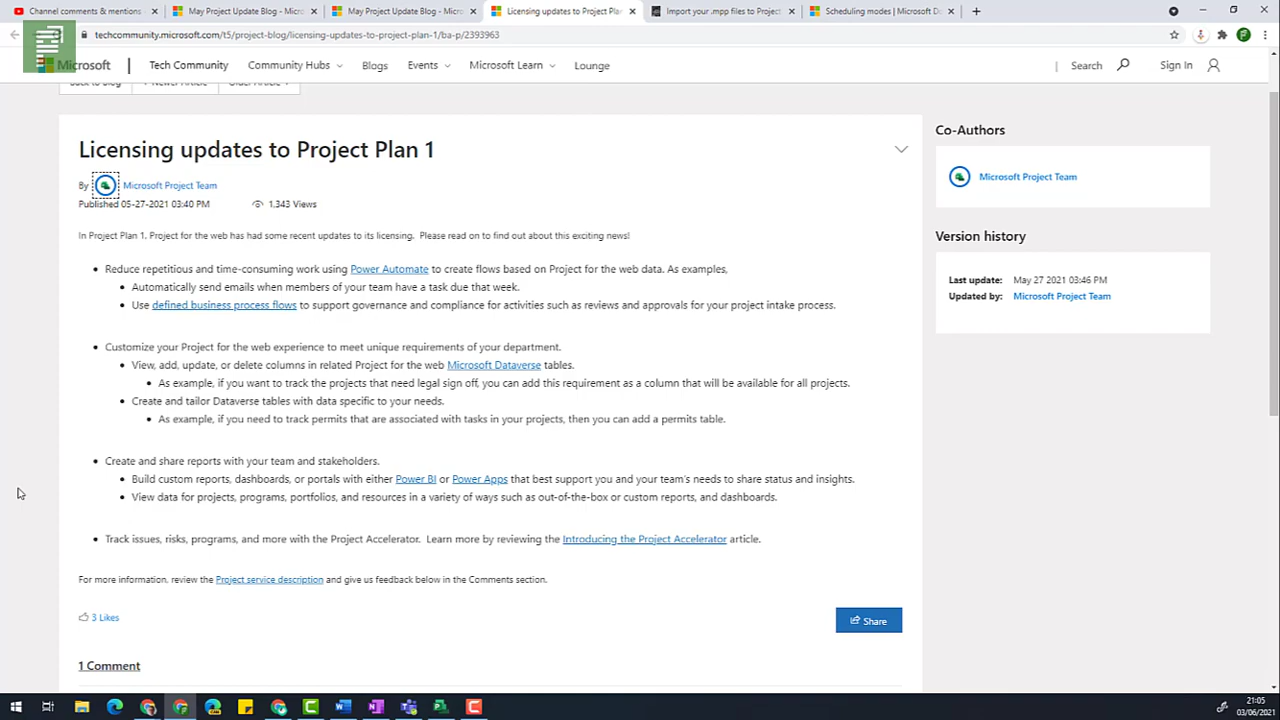 Channel comments & mentions
May Project Update Blog - Micro
May Project Update Blog - Micro
Licensing updates to Project Plan
Import your .mpp files to Project
Scheduling modes | Microsoft D
techcommunity.microsoft.com/t5/project-blog/licensing-updates-to-project-plan-1/ba-p/2393963
Microsoft
Tech Community
Community Hubs
Blogs
Events
Microsoft Learn
Lounge
Search
Sign In
Licensing updates to Project Plan 1
By Microsoft Project Team
Published 05-27-2021 03:40 PM 1,343 Views
In Project Plan 1, Project for the web has had some recent updates to its licensing. Please read on to find out about this exciting news!
• Reduce repetitious and time-consuming work using Power Automate to create flows based on Project for the web data. As examples,
• Automatically send emails when members of your team have a task due that week.
• Use defined business process flows to support governance and compliance for activities such as reviews and approvals for your project intake process.
• Customize your Project for the web experience to meet unique requirements of your department.
• View, add, update, or delete columns in related Project for the web Microsoft Dataverse tables.
• As example, if you want to track the projects that need legal sign off, you can add this requirement as a column that will be available for all projects.
• Create and tailor Dataverse tables with data specific to your needs.
• As example, if you need to track permits that are associated with tasks in your projects, then you can add a permits table.
• Create and share reports with your team and stakeholders.
• Build custom reports, dashboards, or portals with either Power BI or Power Apps that best support you and your team's needs to share status and insights.
• View data for projects, programs, portfolios, and resources in a variety of ways such as out-of-the-box or custom reports, and dashboards.
• Track issues, risks, programs, and more with the Project Accelerator. Learn more by reviewing the Introducing the Project Accelerator article.
For more information, review the Project service description and give us feedback below in the Comments section.
3 Likes
Share
1 Comment
Co-Authors
Microsoft Project Team
Version history
Last update: May 27 2021 03:46 PM
Updated by: Microsoft Project Team
21:05
03/06/2021